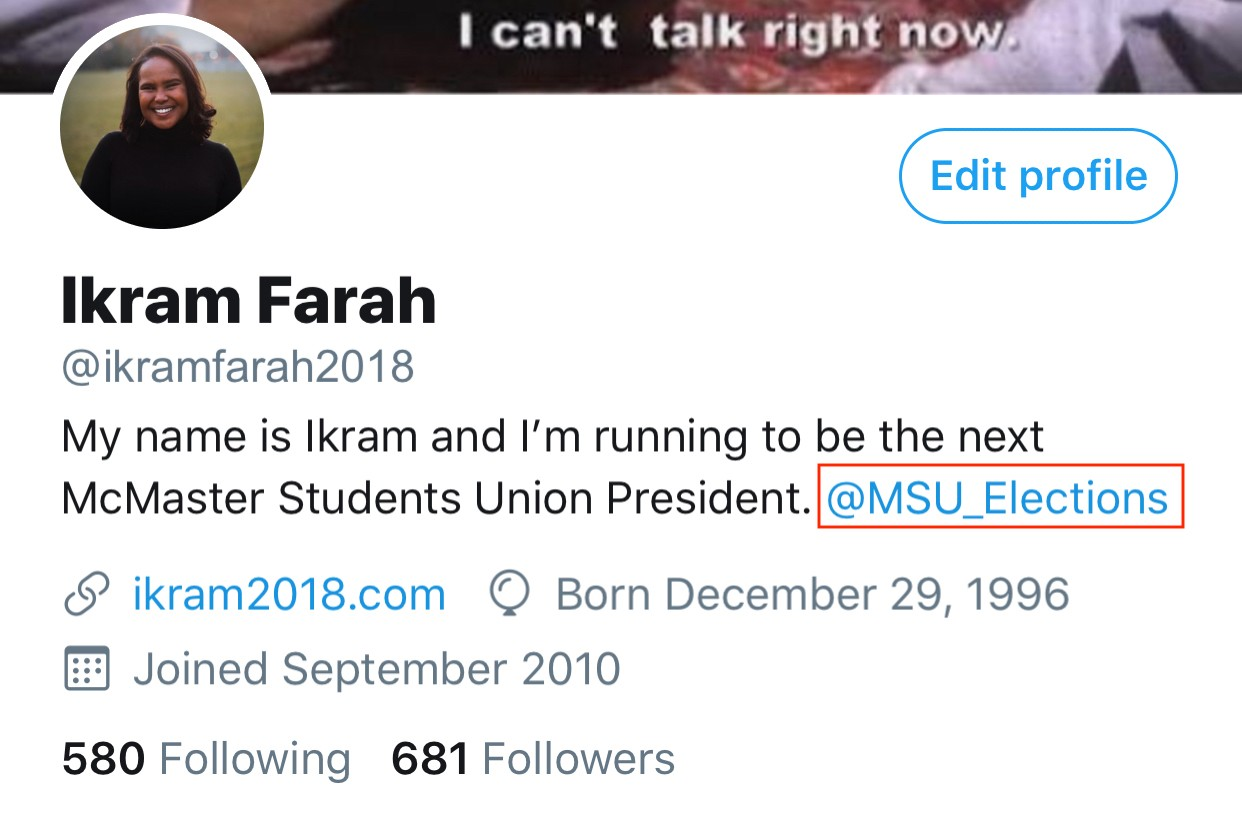 I can't talk right now.
Edit profile
Ikram Farah
@ikramfarah2018
My name is Ikram and I’m running to be the next
McMaster Students Union President. @MSU_Elections
ikram2018.com Born December 29, 1996
Joined September 2010
580 Following 681 Followers